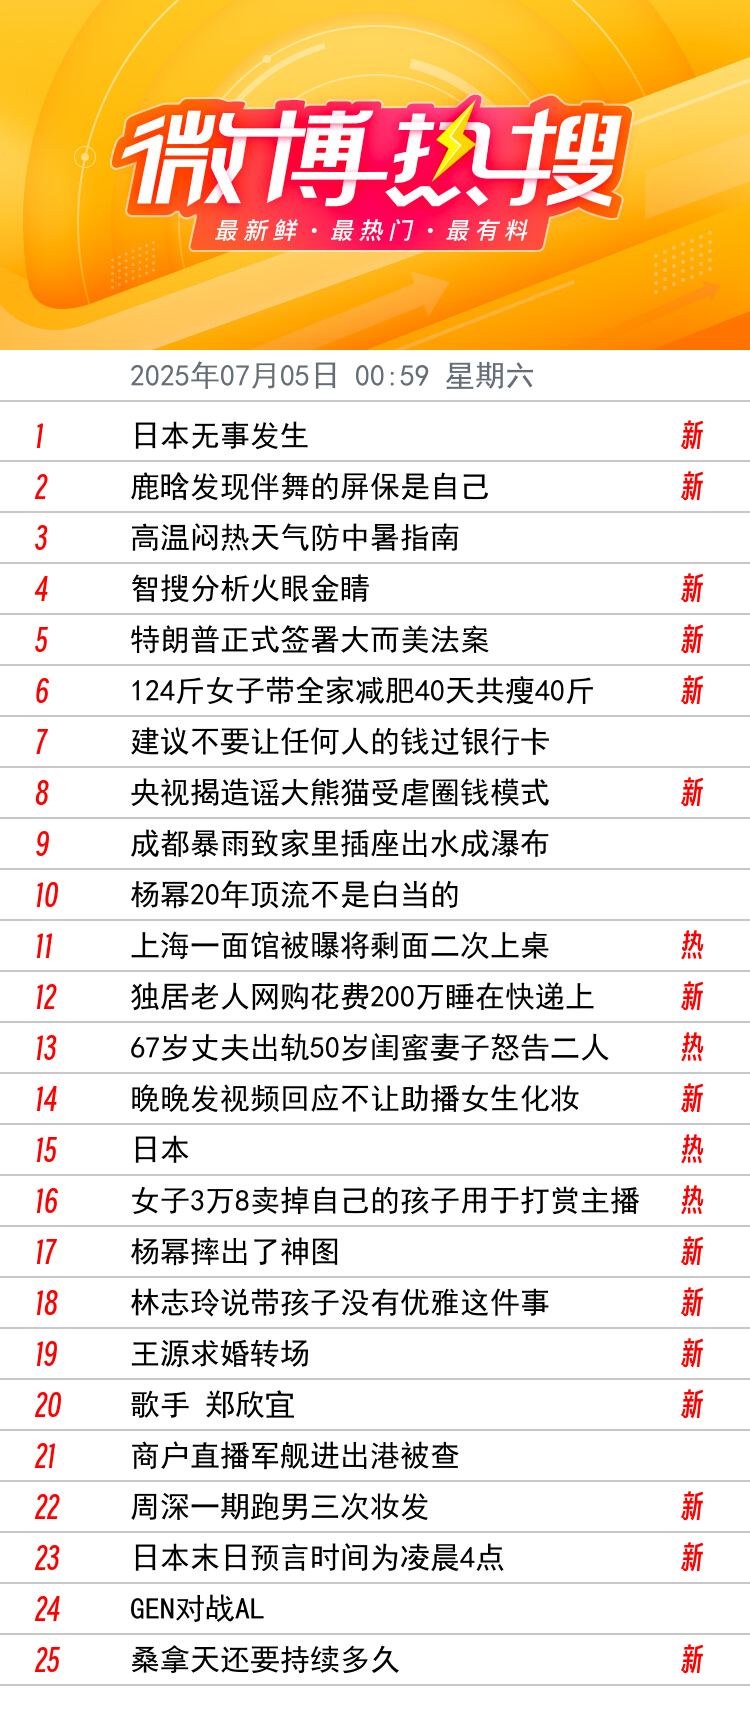 微博热搜
最新鲜·最热门·最有料
2025年07月05日 00:59 星期六
1 日本无事发生 新
2 鹿晗发现伴舞的屏保是自己 新
3 高温闷热天气防中暑指南
4 智搜分析火眼金睛 新
5 特朗普正式签署大而美法案 新
6 124斤女子带全家减肥40天共瘦40斤 新
7 建议不要让任何人的钱过银行卡
8 央视揭造谣大熊猫受虐圈钱模式 新
9 成都暴雨致家里插座出水成瀑布
10 杨幂20年顶流不是白当的
11 上海一面馆被曝将剩面二次上桌 热
12 独居老人网购花费200万睡在快递上 新
13 67岁丈夫出轨50岁闺蜜妻子怒告二人 热
14 晚晚发视频回应不让助播女生化妆 新
15 日本 热
16 女子3万8卖掉自己的孩子用于打赏主播 热
17 杨幂摔出了神图 新
18 林志玲说带孩子没有优雅这件事 新
19 王源求婚转场 新
20 歌手 郑欣宜 新
21 商户直播军舰进出港被查
22 周深一期跑男三次妆发 新
23 日本末日预言时间为凌晨4点 新
24 GEN对战AL
25 桑拿天还要持续多久 新